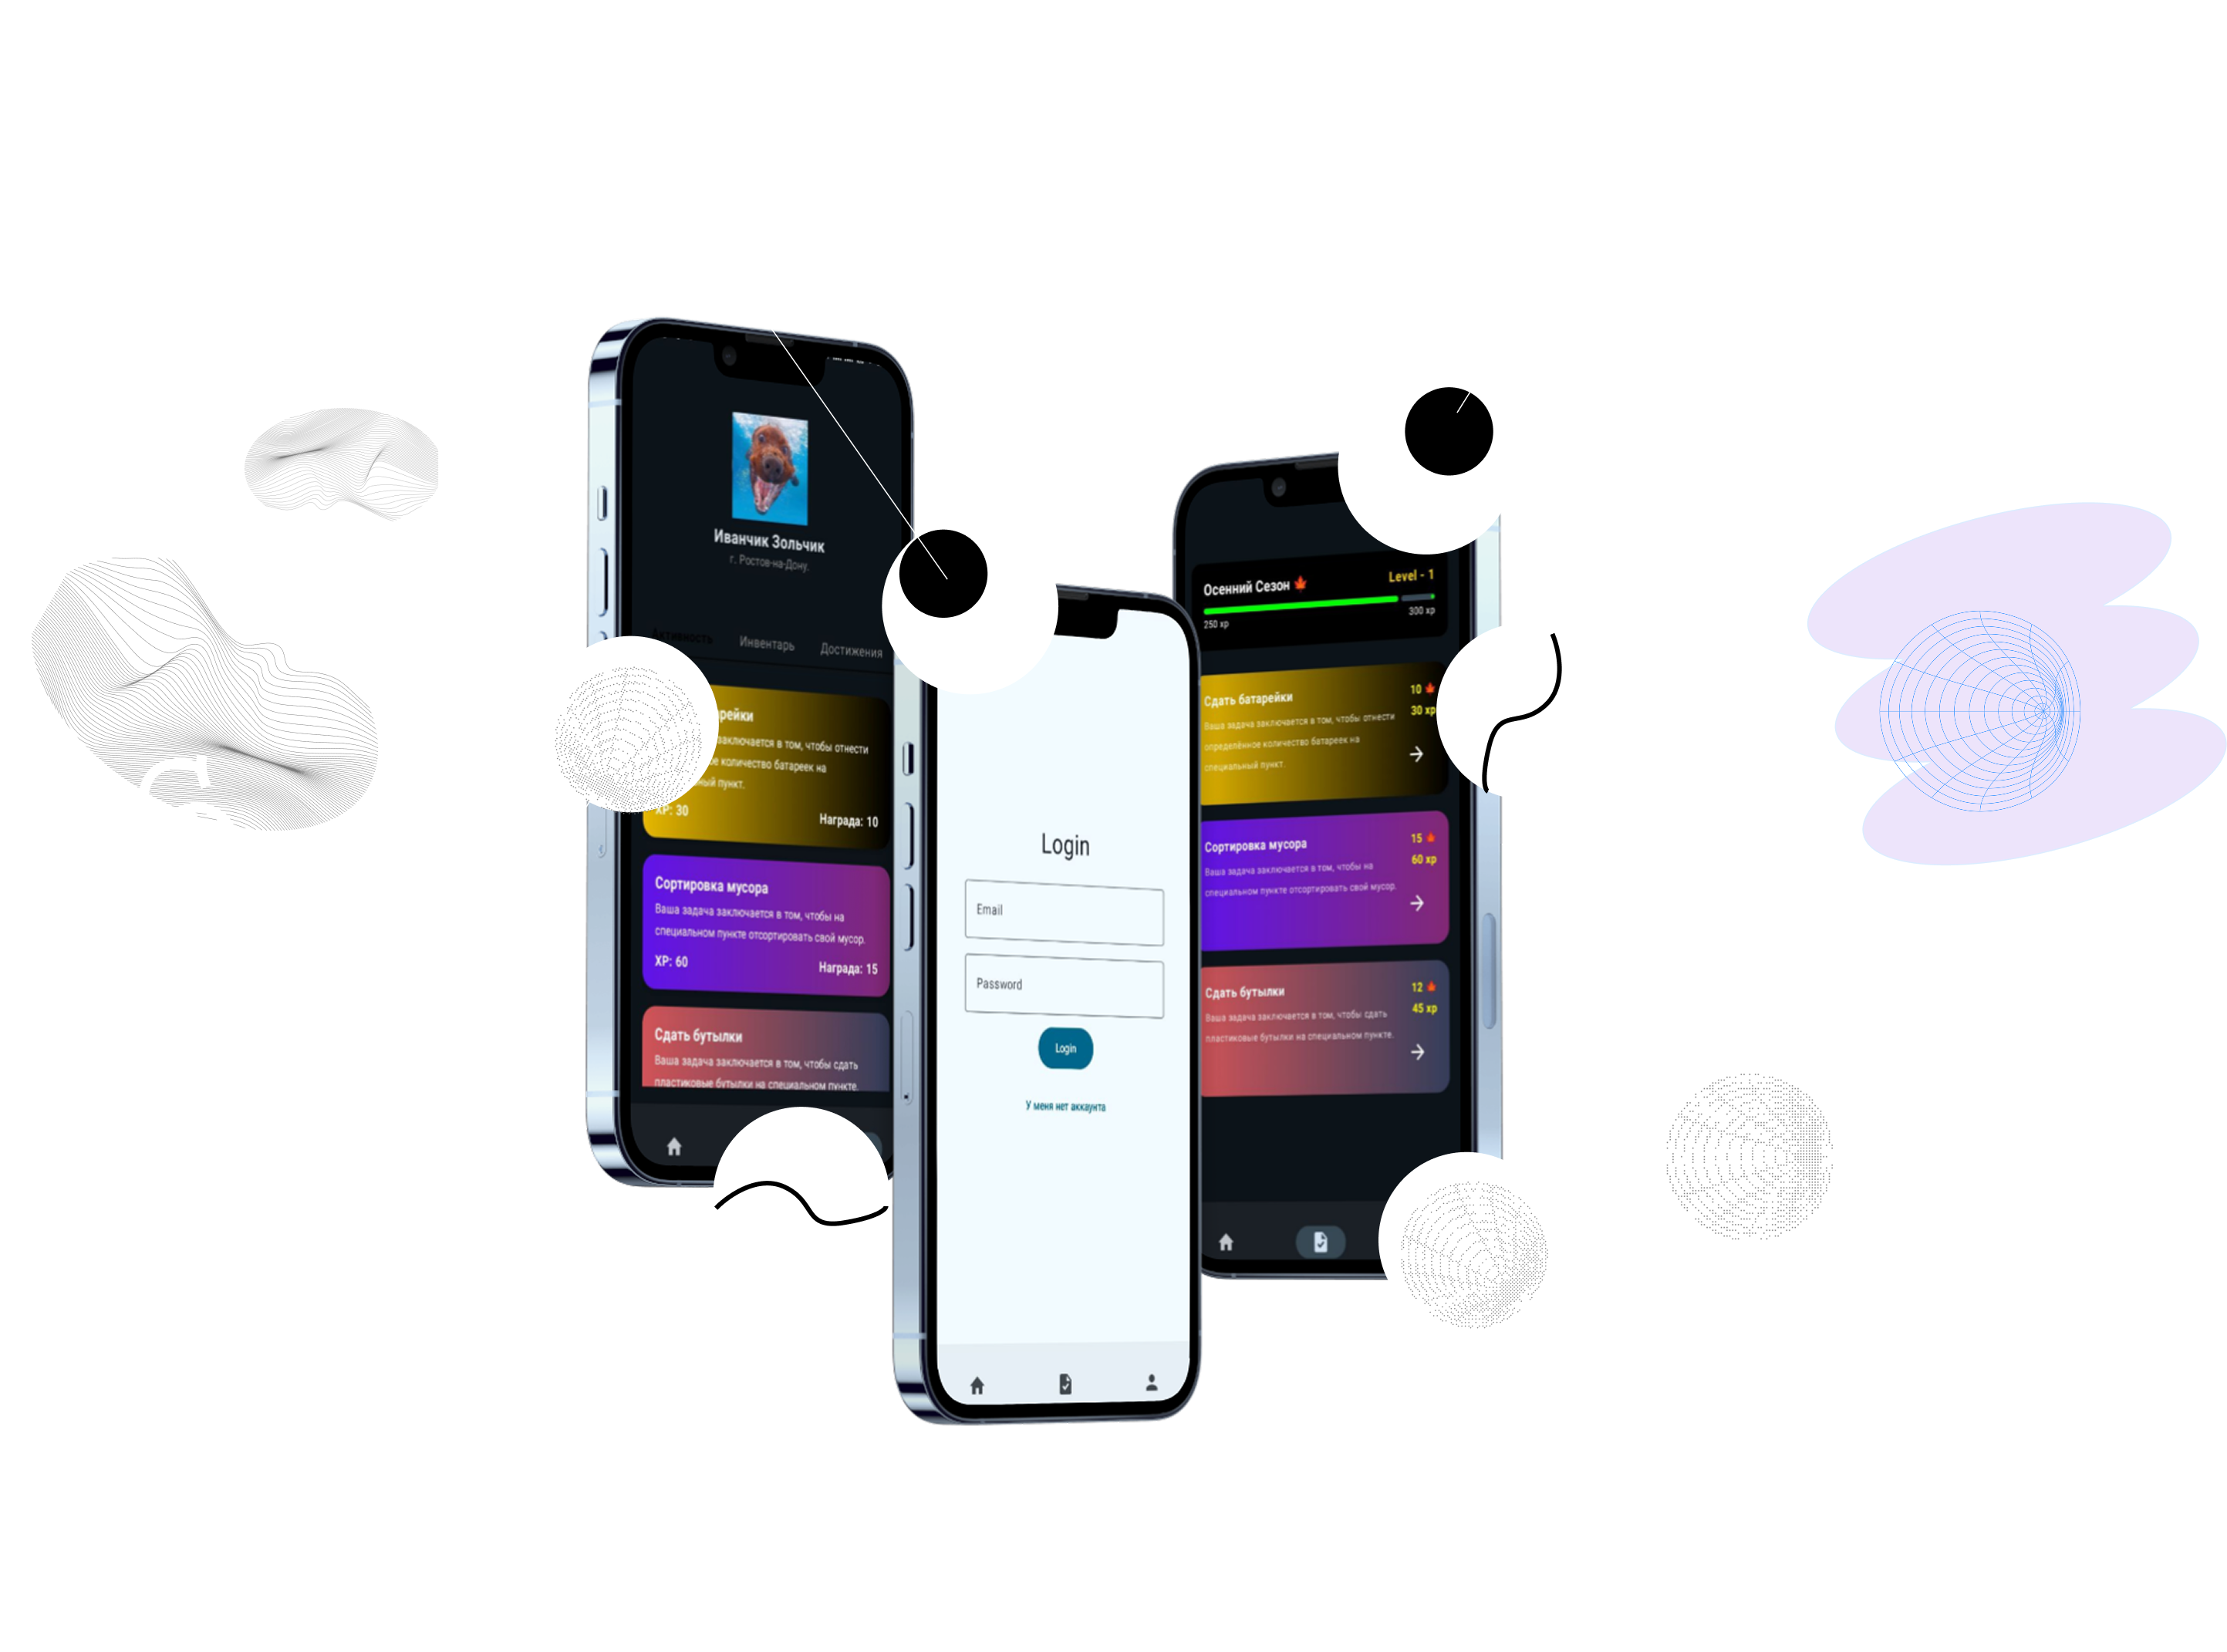 Иванчик Зольчик
г. Ростов-на-Дону.
Активность Инвентарь Достижения
рейки
заключается в том, чтобы отнести
ое количество батареек на
ный пункт.
XP: 30 Награда: 10
Сортировка мусора
Ваша задача заключается в том, чтобы на
специальном пункте отсортировать свой мусор.
XP: 60 Награда: 15
Сдать бутылки
Ваша задача заключается в том, чтобы сдать
пластиковые бутылки на специальном пункте.
Login
Email
Password
Login
У меня нет аккаунта
Осенний Сезон Level - 1
250 xp 300 xp
Сдать батарейки 10
30 xp
Ваша задача заключается в том, чтобы отнести
определённое количество батареек на
специальный пункт.
Сортировка мусора 15
60 xp
Ваша задача заключается в том, чтобы на
специальном пункте отсортировать свой мусор.
Сдать бутылки 12
45 xp
Ваша задача заключается в том, чтобы сдать
пластиковые бутылки на специальном пункте.